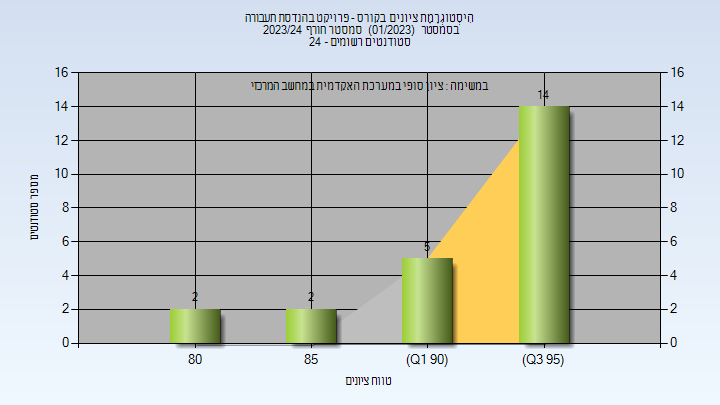 היסטוגרמת ציונים בקורס - פרויקט בהנדסת תעבורה
בסמסטר (01/2023) סמסטר חורף 2023/24
סטודנטים רשומים - 24
במשימה : ציון סופי במערכת האקדמית במחשב המרכזי
16 16
14 14
12 12
10 10
8 8
6 6
4 4
2 2
0 0
2 2 5 14
80 85 (Q1 90) (Q3 95)
מספר סטודנטים
טווח ציונים